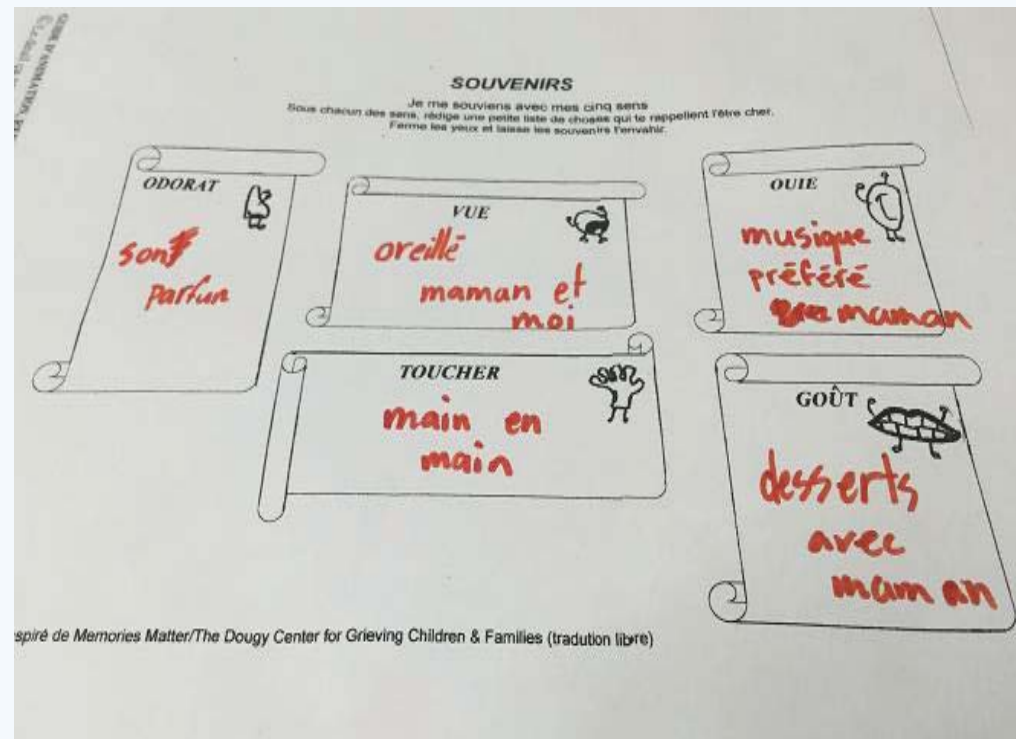 GUIDE D'ANIMATION
SOUVENIRS
Je me souviens avec mes cinq sens
Sous chacun des sens, rédige une petite liste de choses qui te rappellent l'être cher.
Ferme les yeux et laisse les souvenirs t'envahir.
ODORAT
son
parfun
VUE
oreillé
maman et
moi
OUIE
musique
préféré
maman
TOUCHER
main en
main
GOÛT
desserts
avec
maman
spiré de Memories Matter/The Dougy Center for Grieving Children & Families (tradution libre)